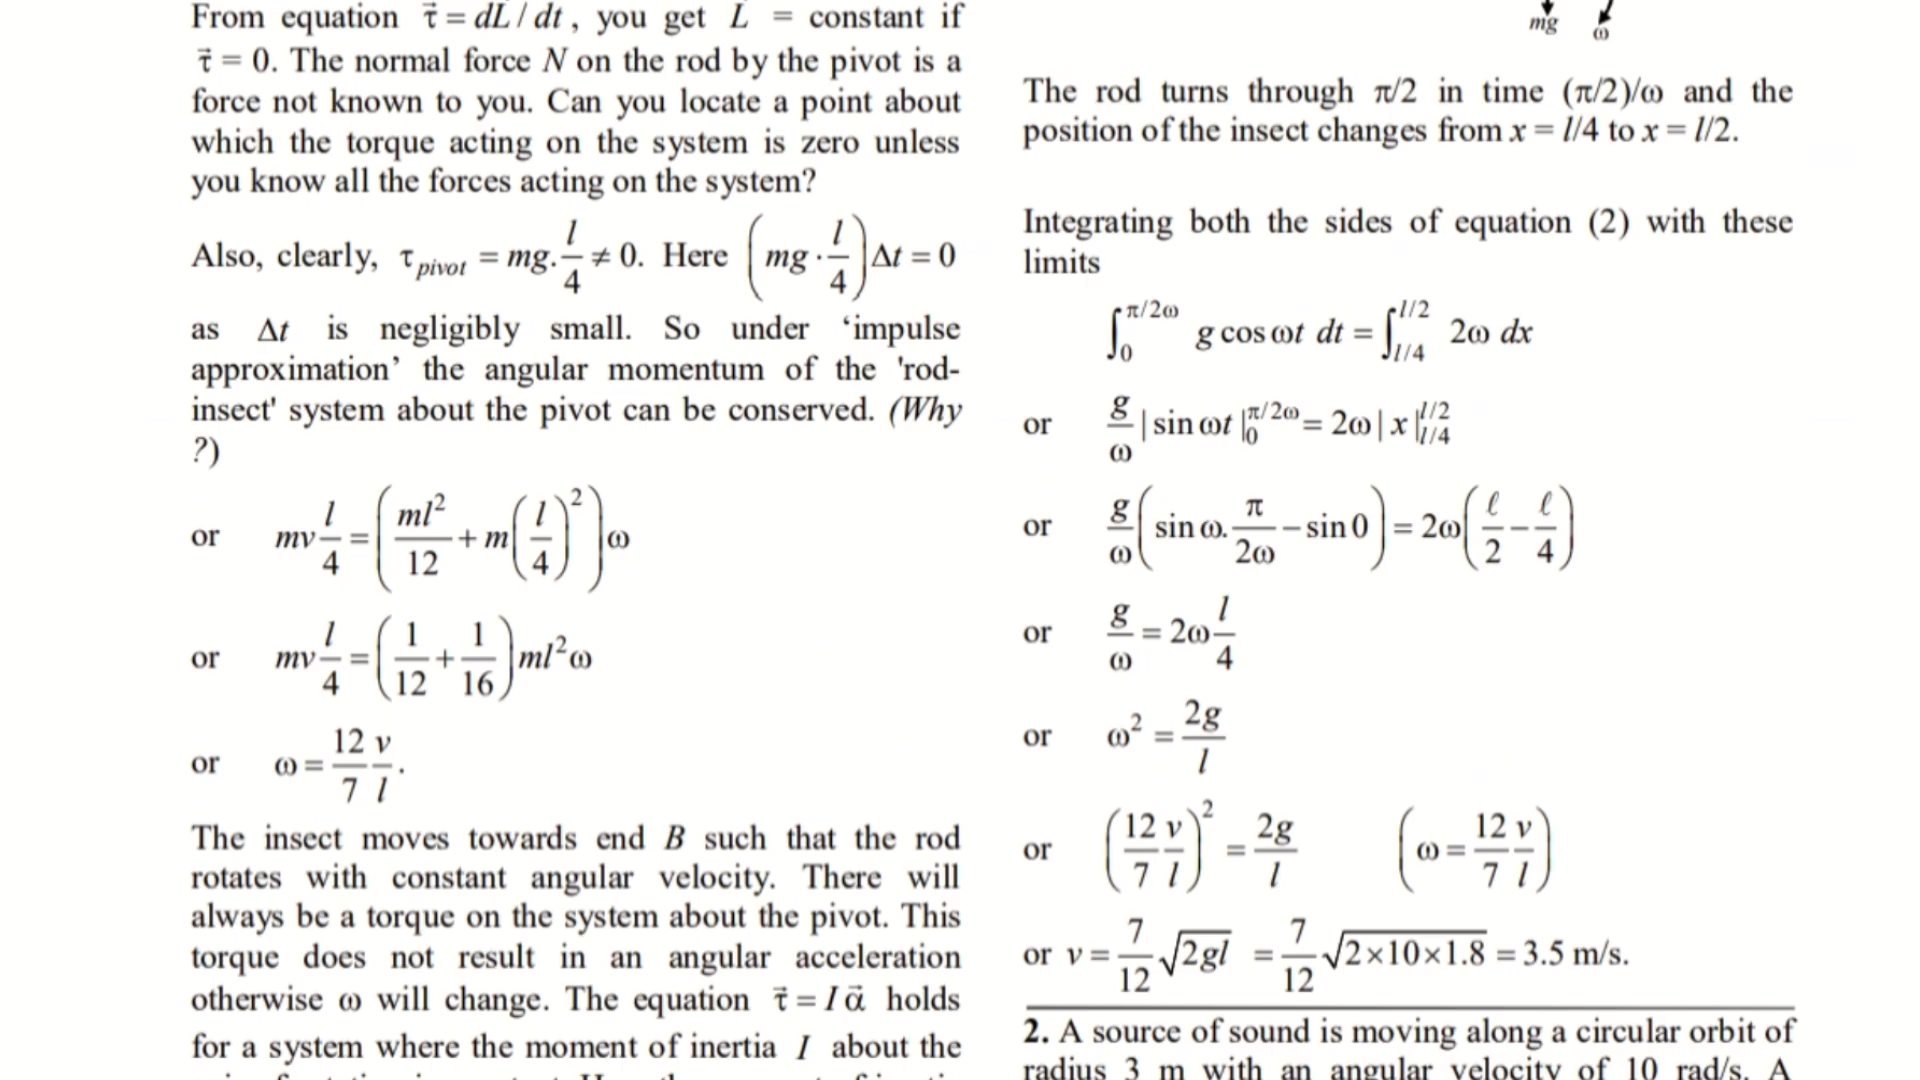 From equation τ⃗ = dL⃗ / dt , you get L⃗ = constant if
τ⃗ = 0. The normal force N on the rod by the pivot is a
force not known to you. Can you locate a point about
which the torque acting on the system is zero unless
you know all the forces acting on the system?
Also, clearly, τ_pivot = mg. l/4 ≠ 0. Here (mg · l/4) Δt = 0
as Δt is negligibly small. So under ‘impulse
approximation’ the angular momentum of the 'rod-
insect' system about the pivot can be conserved. (Why
?)
or mv l/4 = (ml²/12 + m(l/4)²) ω
or mv l/4 = (1/12 + 1/16) ml²ω
or ω = 12/7 v/l .
The insect moves towards end B such that the rod
rotates with constant angular velocity. There will
always be a torque on the system about the pivot. This
torque does not result in an angular acceleration
otherwise ω will change. The equation τ⃗ = I α⃗ holds
for a system where the moment of inertia I about the
mg ω
The rod turns through π/2 in time (π/2)/ω and the
position of the insect changes from x = l/4 to x = l/2.
Integrating both the sides of equation (2) with these
limits
∫₀^{π/2ω} g cos ωt dt = ∫_{l/4}^{l/2} 2ω dx
or g/ω | sin ωt |₀^{π/2ω} = 2ω | x |_{l/4}^{l/2}
or g/ω (sin ω. π/2ω − sin 0) = 2ω (ℓ/2 − ℓ/4)
or g/ω = 2ω l/4
or ω² = 2g/l
or (12/7 v/l)² = 2g/l (ω = 12/7 v/l)
or v = 7/12 √2gl = 7/12 √2×10×1.8 = 3.5 m/s.
2. A source of sound is moving along a circular orbit of
radius 3 m with an angular velocity of 10 rad/s. A